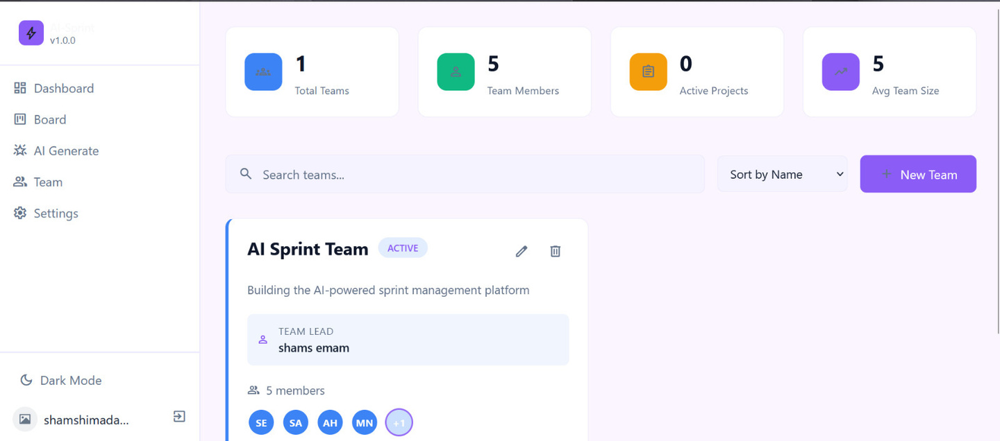 AI-Sprint
v1.0.0
Dashboard
Board
AI Generate
Team
Settings
Dark Mode
shamshimada...
1
Total Teams
5
Team Members
0
Active Projects
5
Avg Team Size
Search teams...
Sort by Name
New Team
AI Sprint Team
ACTIVE
Building the AI-powered sprint management platform
TEAM LEAD
shams emam
5 members
SE SA AH MN +1